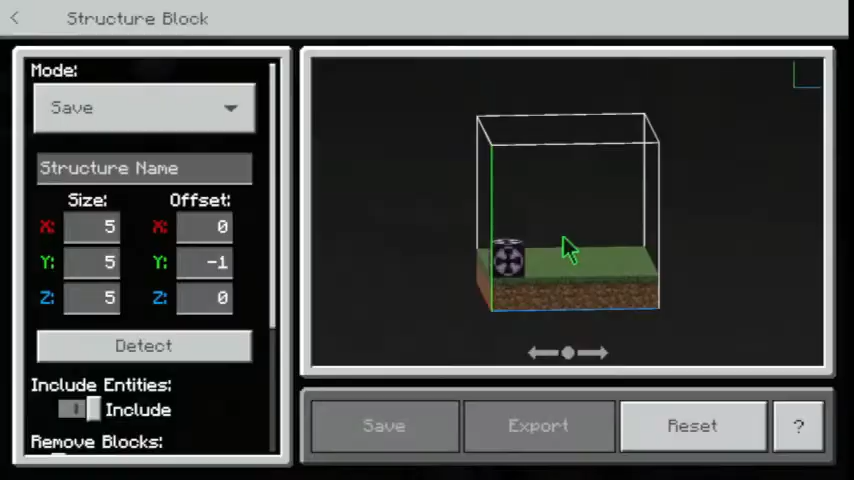 Structure Block
Mode:
Save
Structure Name
Size: Offset:
X: 5 X: 0
Y: 5 Y: -1
Z: 5 Z: 0
Detect
Include Entities:
Include
Remove Blocks:
Save Export Reset ?